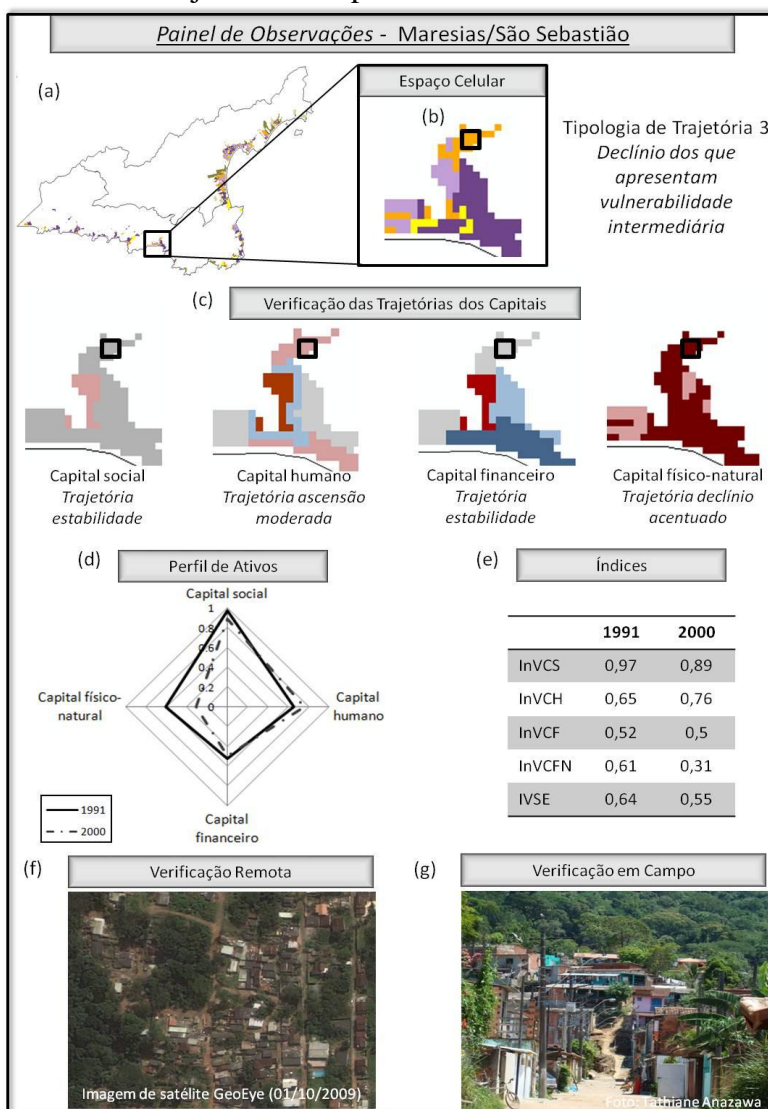 Painel de Observações - Maresias/São Sebastião
(a)
Espaço Celular
(b)
Tipologia de Trajetória 3
Declínio dos que
apresentam
vulnerabilidade
intermediária
(c)
Verificação das Trajetórias dos Capitais
Capital social
Trajetória
estabilidade
Capital humano
Trajetória ascensão
moderada
Capital financeiro
Trajetória
estabilidade
Capital físico-natural
Trajetória declínio
acentuado
(d)
Perfil de Ativos
Capital social
1
0.8
0.6
0.4
0.2
0
Capital físico-
natural
Capital
humano
Capital
financeiro
1991
2000
(e)
Índices
1991 2000
InVCS 0,97 0,89
InVCH 0,65 0,76
InVCF 0,52 0,5
InVCFN 0,61 0,31
IVSE 0,64 0,55
(f)
Verificação Remota
Imagem de satélite GeoEye (01/10/2009)
(g)
Verificação em Campo
Foto: Tathiane Anazawa